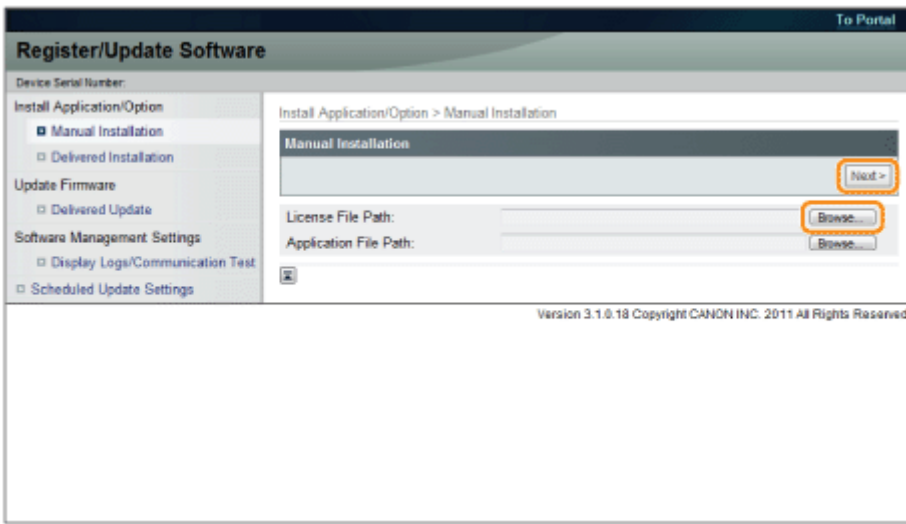 To Portal
Register/Update Software
Device Serial Number:
Install Application/Option
Manual Installation
Delivered Installation
Update Firmware
Delivered Update
Software Management Settings
Display Logs/Communication Test
Scheduled Update Settings
Install Application/Option > Manual Installation
Manual Installation
Next >
License File Path: Browse...
Application File Path: Browse...
Version 3.1.0.18 Copyright CANON INC. 2011 All Rights Reserved